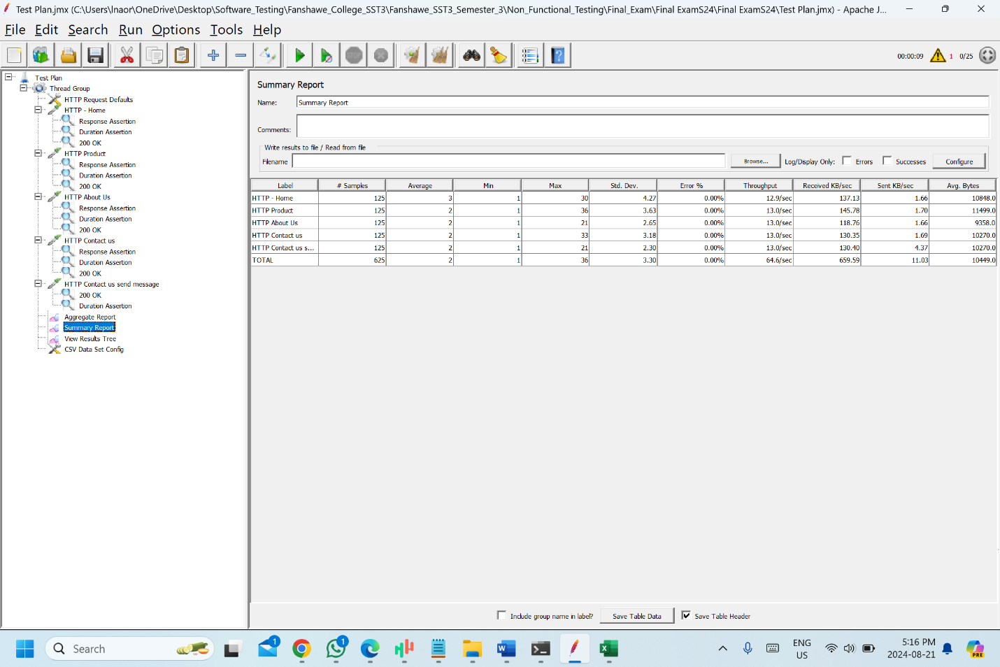 Test Plan.jmx (C:\Users\lnaor\OneDrive\Desktop\Software_Testing\Fanshawe_College_SST3\Fanshawe_SST3_Semester_3\Non_Functional_Testing\Final_Exam\Final ExamS24\Final ExamS24\Test Plan.jmx) - Apache J...
File Edit Search Run Options Tools Help
STOP 00:00:09 1 0/25
Test Plan
Thread Group
HTTP Request Defaults
HTTP - Home
Response Assertion
Duration Assertion
200 OK
HTTP Product
Response Assertion
Duration Assertion
200 OK
HTTP About Us
Response Assertion
Duration Assertion
200 OK
HTTP Contact us
Response Assertion
Duration Assertion
200 OK
HTTP Contact us send message
200 OK
Duration Assertion
Aggregate Report
Summary Report
View Results Tree
CSV Data Set Config
Summary Report
Name: Summary Report
Comments:
Write results to file / Read from file
Filename Browse... Log/Display Only: Errors Successes Configure
Label # Samples Average Min Max Std. Dev. Error % Throughput Received KB/sec Sent KB/sec Avg. Bytes
HTTP - Home 125 3 1 30 4.27 0.00% 12.9/sec 137.13 1.66 10848.0
HTTP Product 125 2 1 36 3.63 0.00% 13.0/sec 145.78 1.70 11499.0
HTTP About Us 125 2 1 21 2.65 0.00% 13.0/sec 118.76 1.66 9358.0
HTTP Contact us 125 2 1 33 3.18 0.00% 13.0/sec 130.35 1.69 10270.0
HTTP Contact us s... 125 2 1 21 2.30 0.00% 13.0/sec 130.40 4.37 10270.0
TOTAL 625 2 1 36 3.30 0.00% 64.6/sec 659.59 11.03 10449.0
Include group name in label? Save Table Data Save Table Header
Search 1 1 ENG US 5:16 PM 2024-08-21 PRE